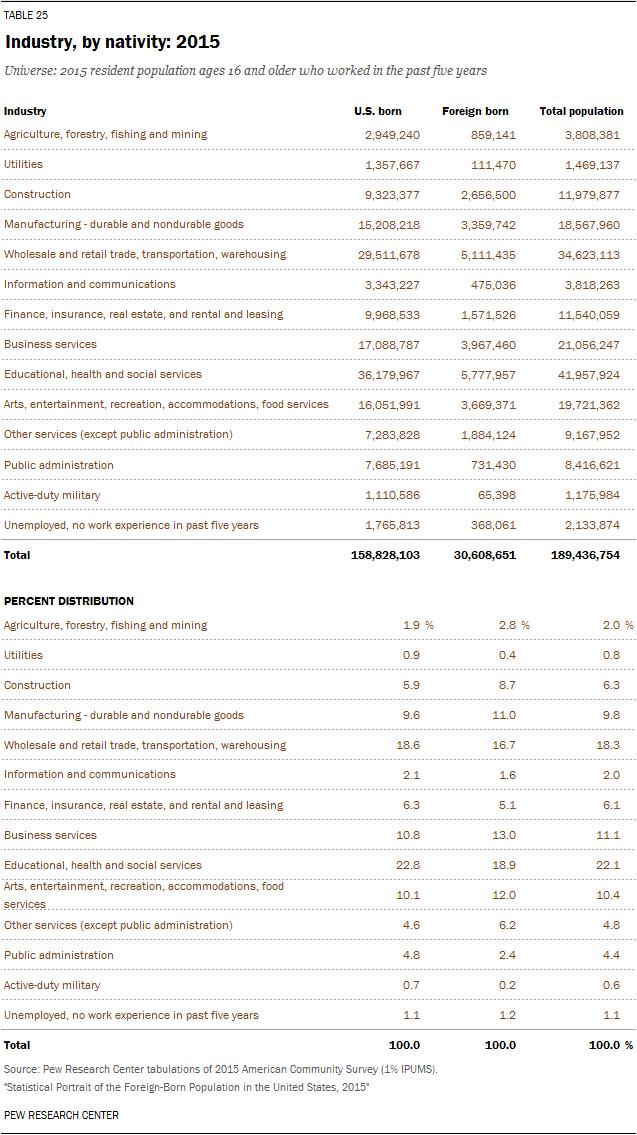 TABLE 25
Industry, by nativity: 2015
Universe: 2015 resident population ages 16 and older who worked in the past five years
Industry U.S. born Foreign born Total population
Agriculture, forestry, fishing and mining 2,949,240 859,141 3,808,381
Utilities 1,357,667 111,470 1,469,137
Construction 9,323,377 2,656,500 11,979,877
Manufacturing - durable and nondurable goods 15,208,218 3,359,742 18,567,960
Wholesale and retail trade, transportation, warehousing 29,511,678 5,111,435 34,623,113
Information and communications 3,343,227 475,036 3,818,263
Finance, insurance, real estate, and rental and leasing 9,968,533 1,571,526 11,540,059
Business services 17,088,787 3,967,460 21,056,247
Educational, health and social services 36,179,967 5,777,957 41,957,924
Arts, entertainment, recreation, accommodations, food services 16,051,991 3,669,371 19,721,362
Other services (except public administration) 7,283,828 1,884,124 9,167,952
Public administration 7,685,191 731,430 8,416,621
Active-duty military 1,110,586 65,398 1,175,984
Unemployed, no work experience in past five years 1,765,813 368,061 2,133,874
Total 158,828,103 30,608,651 189,436,754
PERCENT DISTRIBUTION
Agriculture, forestry, fishing and mining 1.9 % 2.8 % 2.0 %
Utilities 0.9 0.4 0.8
Construction 5.9 8.7 6.3
Manufacturing - durable and nondurable goods 9.6 11.0 9.8
Wholesale and retail trade, transportation, warehousing 18.6 16.7 18.3
Information and communications 2.1 1.6 2.0
Finance, insurance, real estate, and rental and leasing 6.3 5.1 6.1
Business services 10.8 13.0 11.1
Educational, health and social services 22.8 18.9 22.1
Arts, entertainment, recreation, accommodations, food
services 10.1 12.0 10.4
Other services (except public administration) 4.6 6.2 4.8
Public administration 4.8 2.4 4.4
Active-duty military 0.7 0.2 0.6
Unemployed, no work experience in past five years 1.1 1.2 1.1
Total 100.0 100.0 100.0 %
Source: Pew Research Center tabulations of 2015 American Community Survey (1% IPUMS).
"Statistical Portrait of the Foreign-Born Population in the United States, 2015"
PEW RESEARCH CENTER